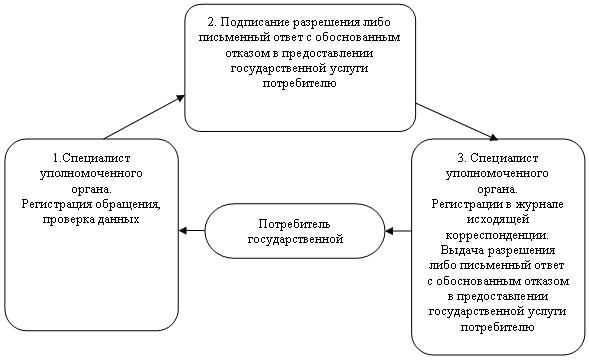 2. Подписание разрешения либо
письменный ответ с обоснованным
отказом в предоставлении
государственной услуги
потребителю
1.Специалист
уполномоченного
органа.
Регистрация обращения,
проверка данных
Потребитель
государственной
3. Специалист
уполномоченного
органа.
Регистрации в журнале
исходящей
корреспонденции.
Выдача разрешения
либо письменный ответ
с обоснованным отказом
в предоставлении
государственной услуги
потребителю